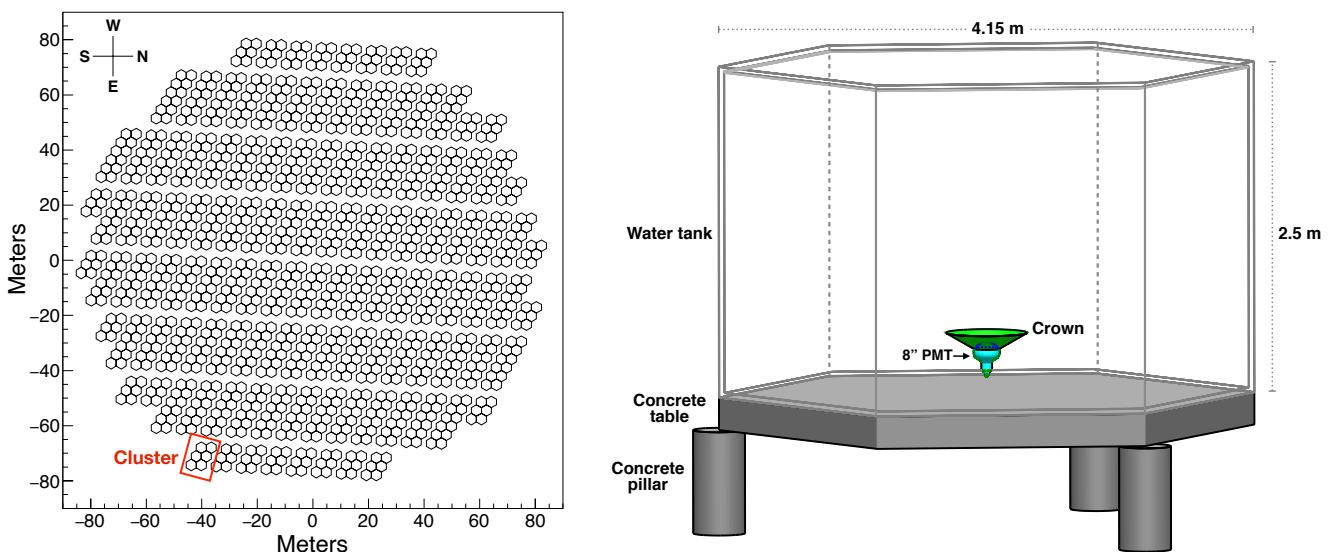 W
S N
E
80
60
40
20
0
−20
−40
−60
−80
Meters
Cluster
−80 −60 −40 −20 0 20 40 60 80
Meters
4.15 m
2.5 m
Water tank
Crown
8” PMT
Concrete
table
Concrete
pillar